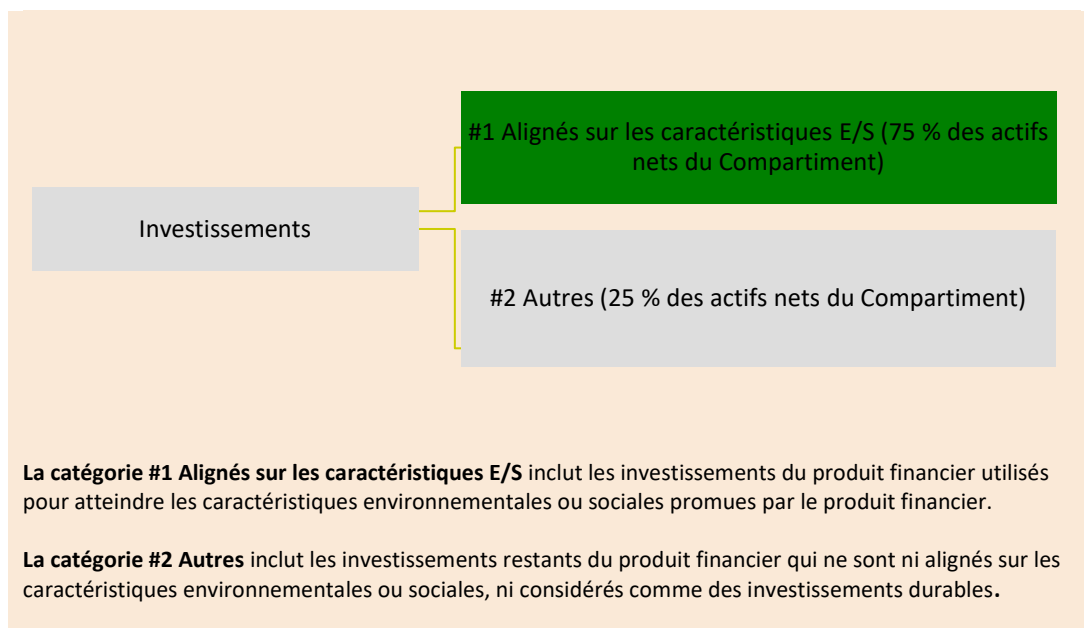 #1 Alignés sur les caractéristiques E/S (75 % des actifs
nets du Compartiment)
Investissements
#2 Autres (25 % des actifs nets du Compartiment)
La catégorie #1 Alignés sur les caractéristiques E/S inclut les investissements du produit financier utilisés
pour atteindre les caractéristiques environnementales ou sociales promues par le produit financier.
La catégorie #2 Autres inclut les investissements restants du produit financier qui ne sont ni alignés sur les
caractéristiques environnementales ou sociales, ni considérés comme des investissements durables.